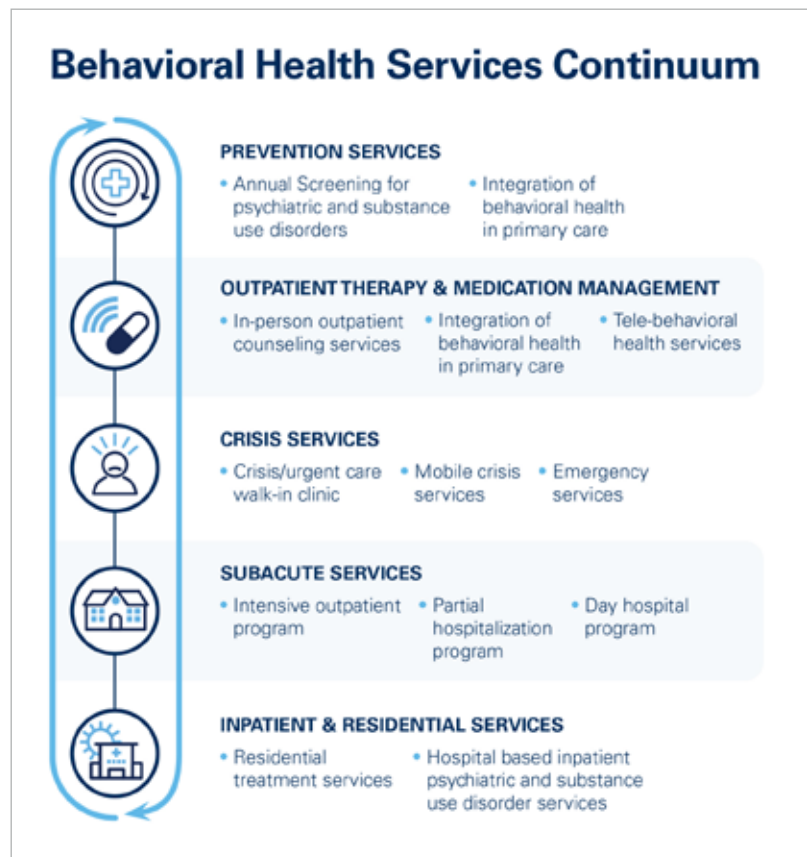 Behavioral Health Services Continuum
PREVENTION SERVICES
• Annual Screening for
psychiatric and substance
use disorders
• Integration of
behavioral health
in primary care
OUTPATIENT THERAPY & MEDICATION MANAGEMENT
• In-person outpatient
counseling services
• Integration of
behavioral health
in primary care
• Tele-behavioral
health services
CRISIS SERVICES
• Crisis/urgent care
walk-in clinic
• Mobile crisis
services
• Emergency
services
SUBACUTE SERVICES
• Intensive outpatient
program
• Partial
hospitalization
program
• Day hospital
program
INPATIENT & RESIDENTIAL SERVICES
• Residential
treatment services
• Hospital based inpatient
psychiatric and substance
use disorder services